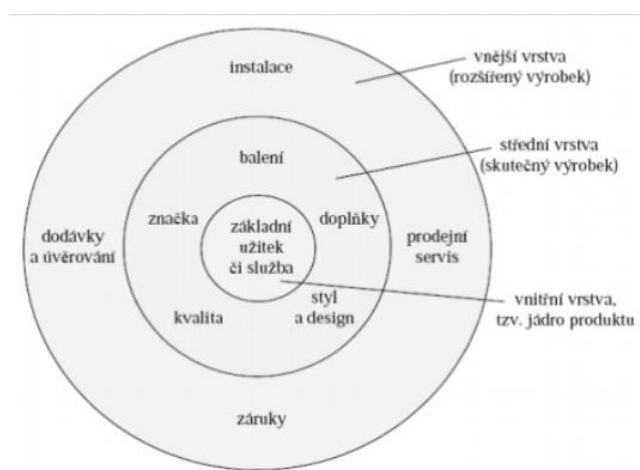 instalace
vnější vrstva
(rozšířený výrobek)
balení
střední vrstva
(skutečný výrobek)
značka
doplňky
základní
užitek
či služba
dodávky
a úvěrování
prodejní
servis
kvalita
styl
a design
vnitřní vrstva,
tzv. jádro produktu
záruky